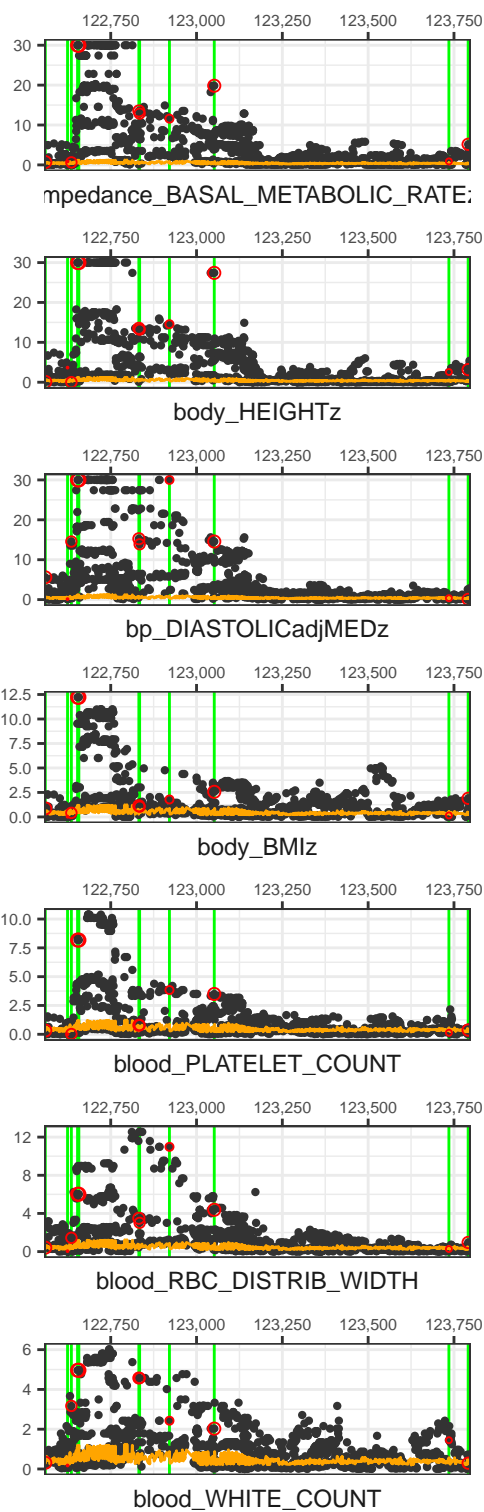 122,750 123,000 123,250 123,500 123,750
30
20
10
0
mpedance_BASAL_METABOLIC_RATEz
122,750 123,000 123,250 123,500 123,750
30
20
10
0
body_HEIGHTz
122,750 123,000 123,250 123,500 123,750
30
20
10
0
bp_DIASTOLICadjMEDz
122,750 123,000 123,250 123,500 123,750
12.5
10.0
7.5
5.0
2.5
0.0
body_BMIz
122,750 123,000 123,250 123,500 123,750
10.0
7.5
5.0
2.5
0.0
blood_PLATELET_COUNT
122,750 123,000 123,250 123,500 123,750
12
8
4
0
blood_RBC_DISTRIB_WIDTH
122,750 123,000 123,250 123,500 123,750
6
4
2
0
blood_WHITE_COUNT